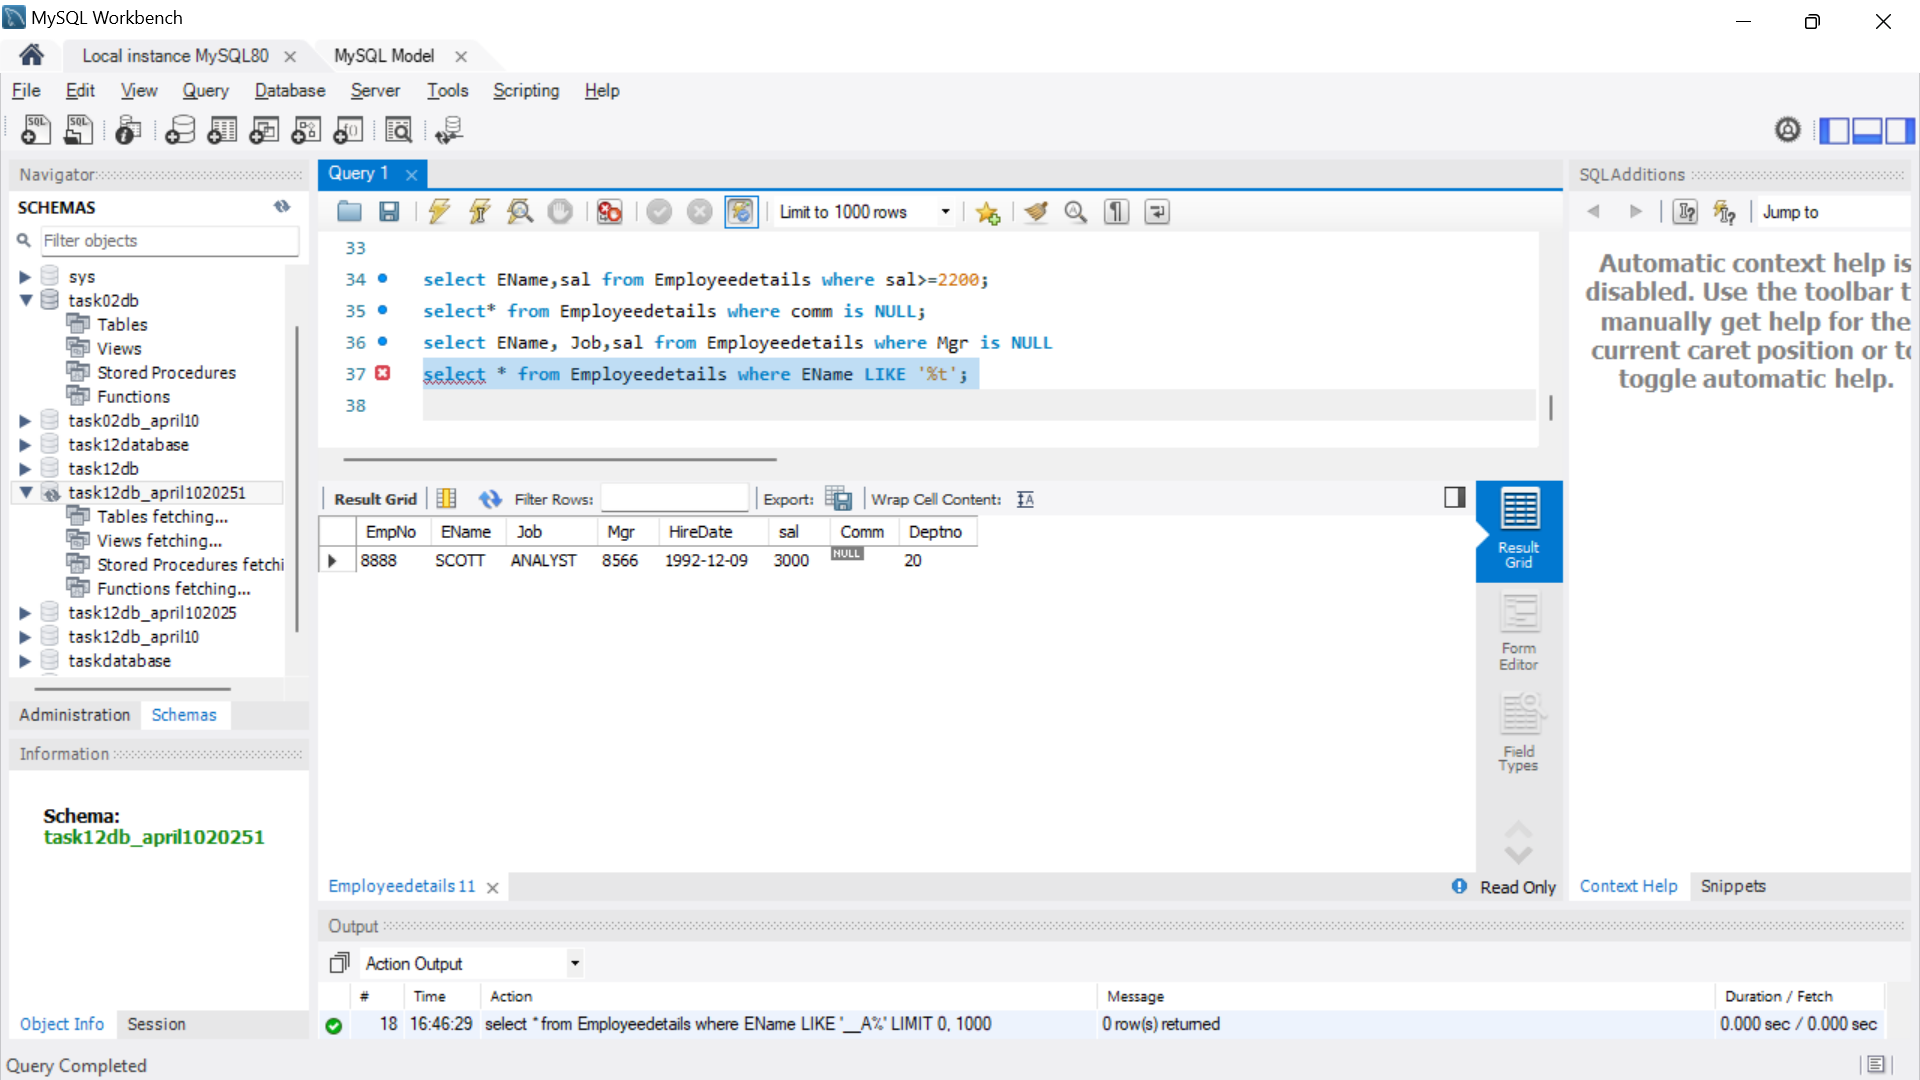 MySQL Workbench
Local instance MySQL80
MySQL Model
File Edit View Query Database Server Tools Scripting Help
Navigator
SCHEMAS
Filter objects
sys
task02db
Tables
Views
Stored Procedures
Functions
task02db_april10
task12database
task12db
task12db_april1020251
Tables fetching...
Views fetching...
Stored Procedures fetchi
Functions fetching...
task12db_april102025
task12db_april10
taskdatabase
Administration Schemas
Information
Schema:
task12db_april1020251
Object Info Session
Query 1
Limit to 1000 rows
33
34 select EName,sal from Employeedetails where sal>=2200;
35 select* from Employeedetails where comm is NULL;
36 select EName, Job,sal from Employeedetails where Mgr is NULL
37 select * from Employeedetails where EName LIKE '%t';
38
Result Grid Filter Rows: Export: Wrap Cell Content:
EmpNo EName Job Mgr HireDate sal Comm Deptno
8888 SCOTT ANALYST 8566 1992-12-09 3000 NULL 20
Result
Grid
Form
Editor
Field
Types
Employeedetails 11
Read Only
SQLAdditions
Jump to
Automatic context help is
disabled. Use the toolbar t
manually get help for the
current caret position or to
toggle automatic help.
Context Help Snippets
Output
Action Output
# Time Action Message Duration / Fetch
18 16:46:29 select * from Employeedetails where EName LIKE '__A%' LIMIT 0, 1000 0 row(s) returned 0.000 sec / 0.000 sec
Query Completed